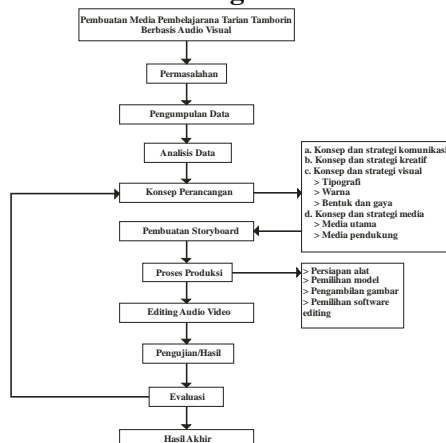 Pembuatan Media Pembelajarana Tarian Tamborin
Berbasis Audio Visual
Permasalahan
Pengumpulan Data
Analisis Data
Konsep Perancangan
a. Konsep dan strategi komunikasi
b. Konsep dan strategi kreatif
c. Konsep dan strategi visual
> Tipografi
> Warna
> Bentuk dan gaya
d. Konsep dan strategi media
> Media utama
> Media pendukung
Pembuatan Storyboard
Proses Produksi
> Persiapan alat
> Pemilihan model
> Pengambilan gambar
> Pemilihan software
editing
Editing Audio Video
Pengujian/Hasil
Evaluasi
Hasil Akhir